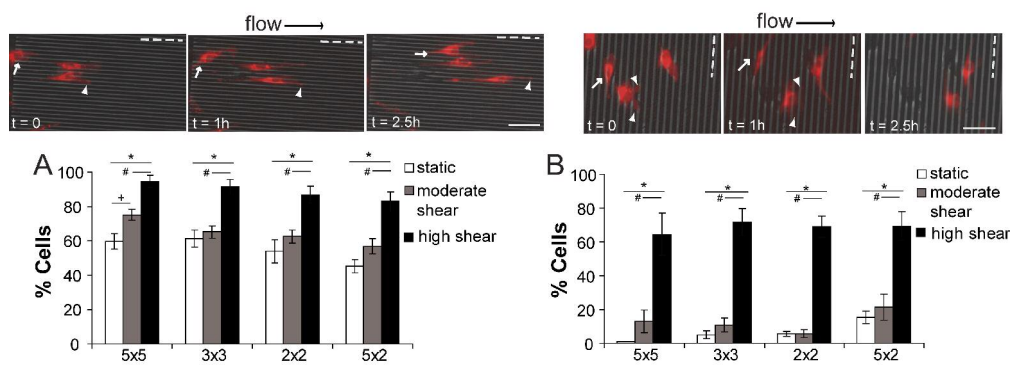 flow
t = 0
t = 1h
t = 2.5h
flow
t = 0
t = 1h
t = 2.5h
A
% Cells
100
80
60
40
20
0
* * * *
# # # #
+
static
moderate
shear
high shear
5x5 3x3 2x2 5x2
B
% Cells
100
80
60
40
20
0
* * * *
# # # #
static
moderate
shear
high shear
5x5 3x3 2x2 5x2